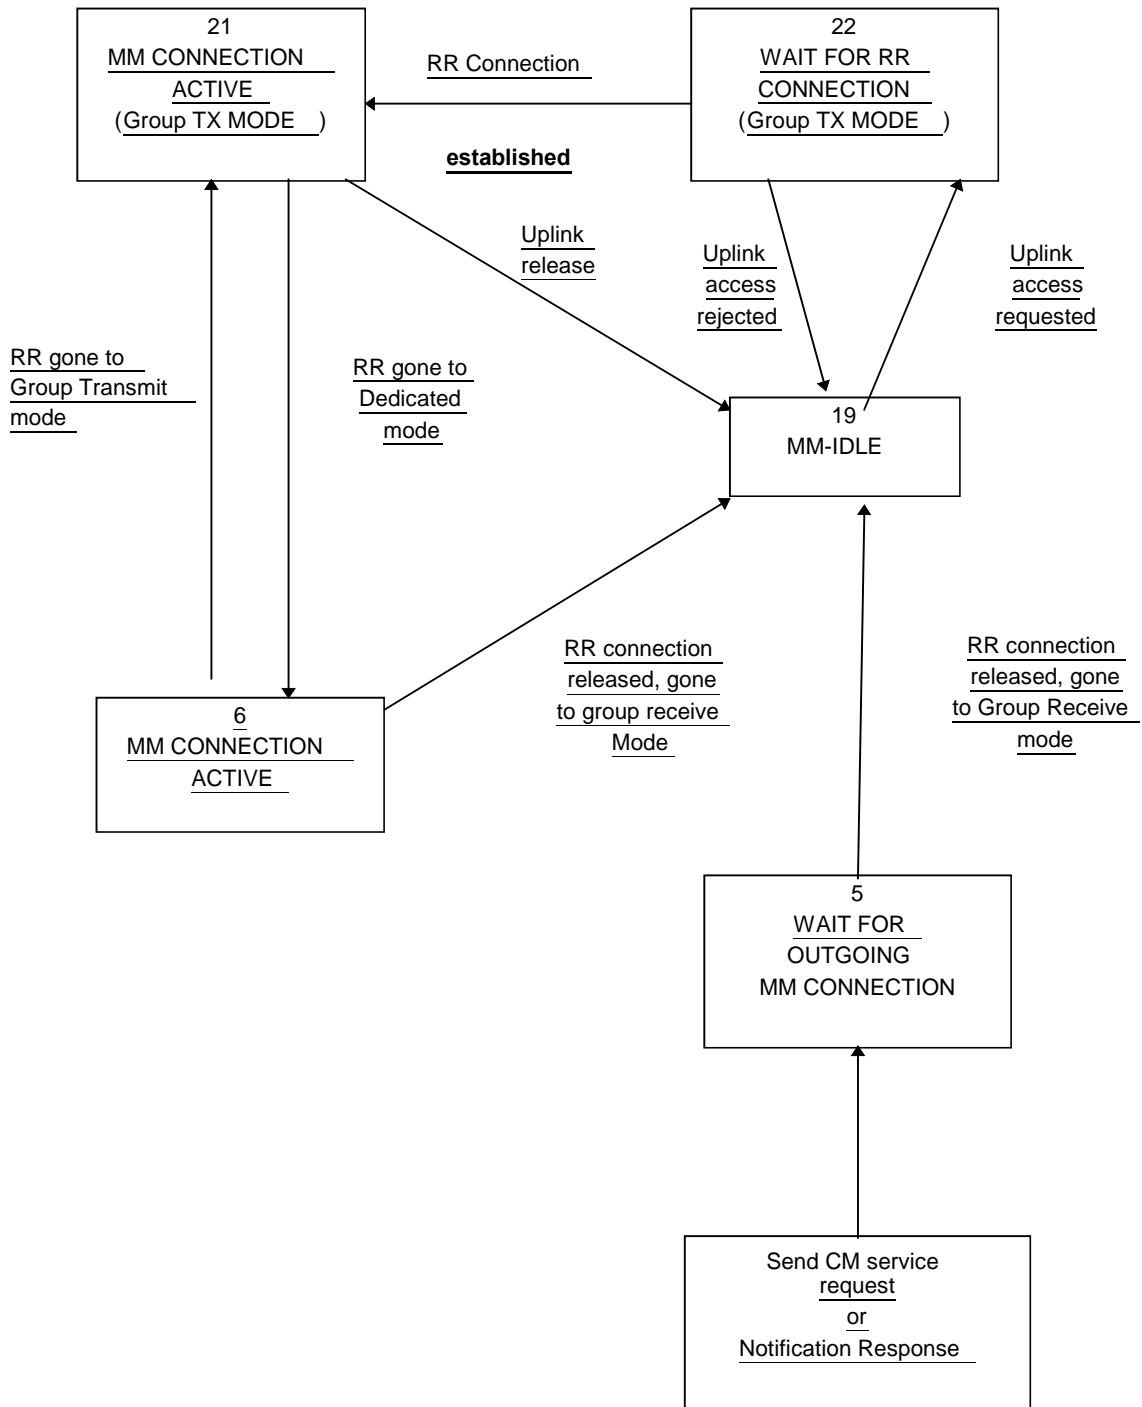 21
MM CONNECTION
ACTIVE
(Group TX MODE )
RR Connection
established
22
WAIT FOR RR
CONNECTION
(Group TX MODE )
Uplink
release
Uplink
access
rejected
Uplink
access
requested
RR gone to
Group Transmit
mode
RR gone to
Dedicated
mode
19
MM-IDLE
RR connection
released, gone
to group receive
Mode
RR connection
released, gone
to Group Receive
mode
6
MM CONNECTION
ACTIVE
5
WAIT FOR
OUTGOING
MM CONNECTION
Send CM service
request
or
Notification Response